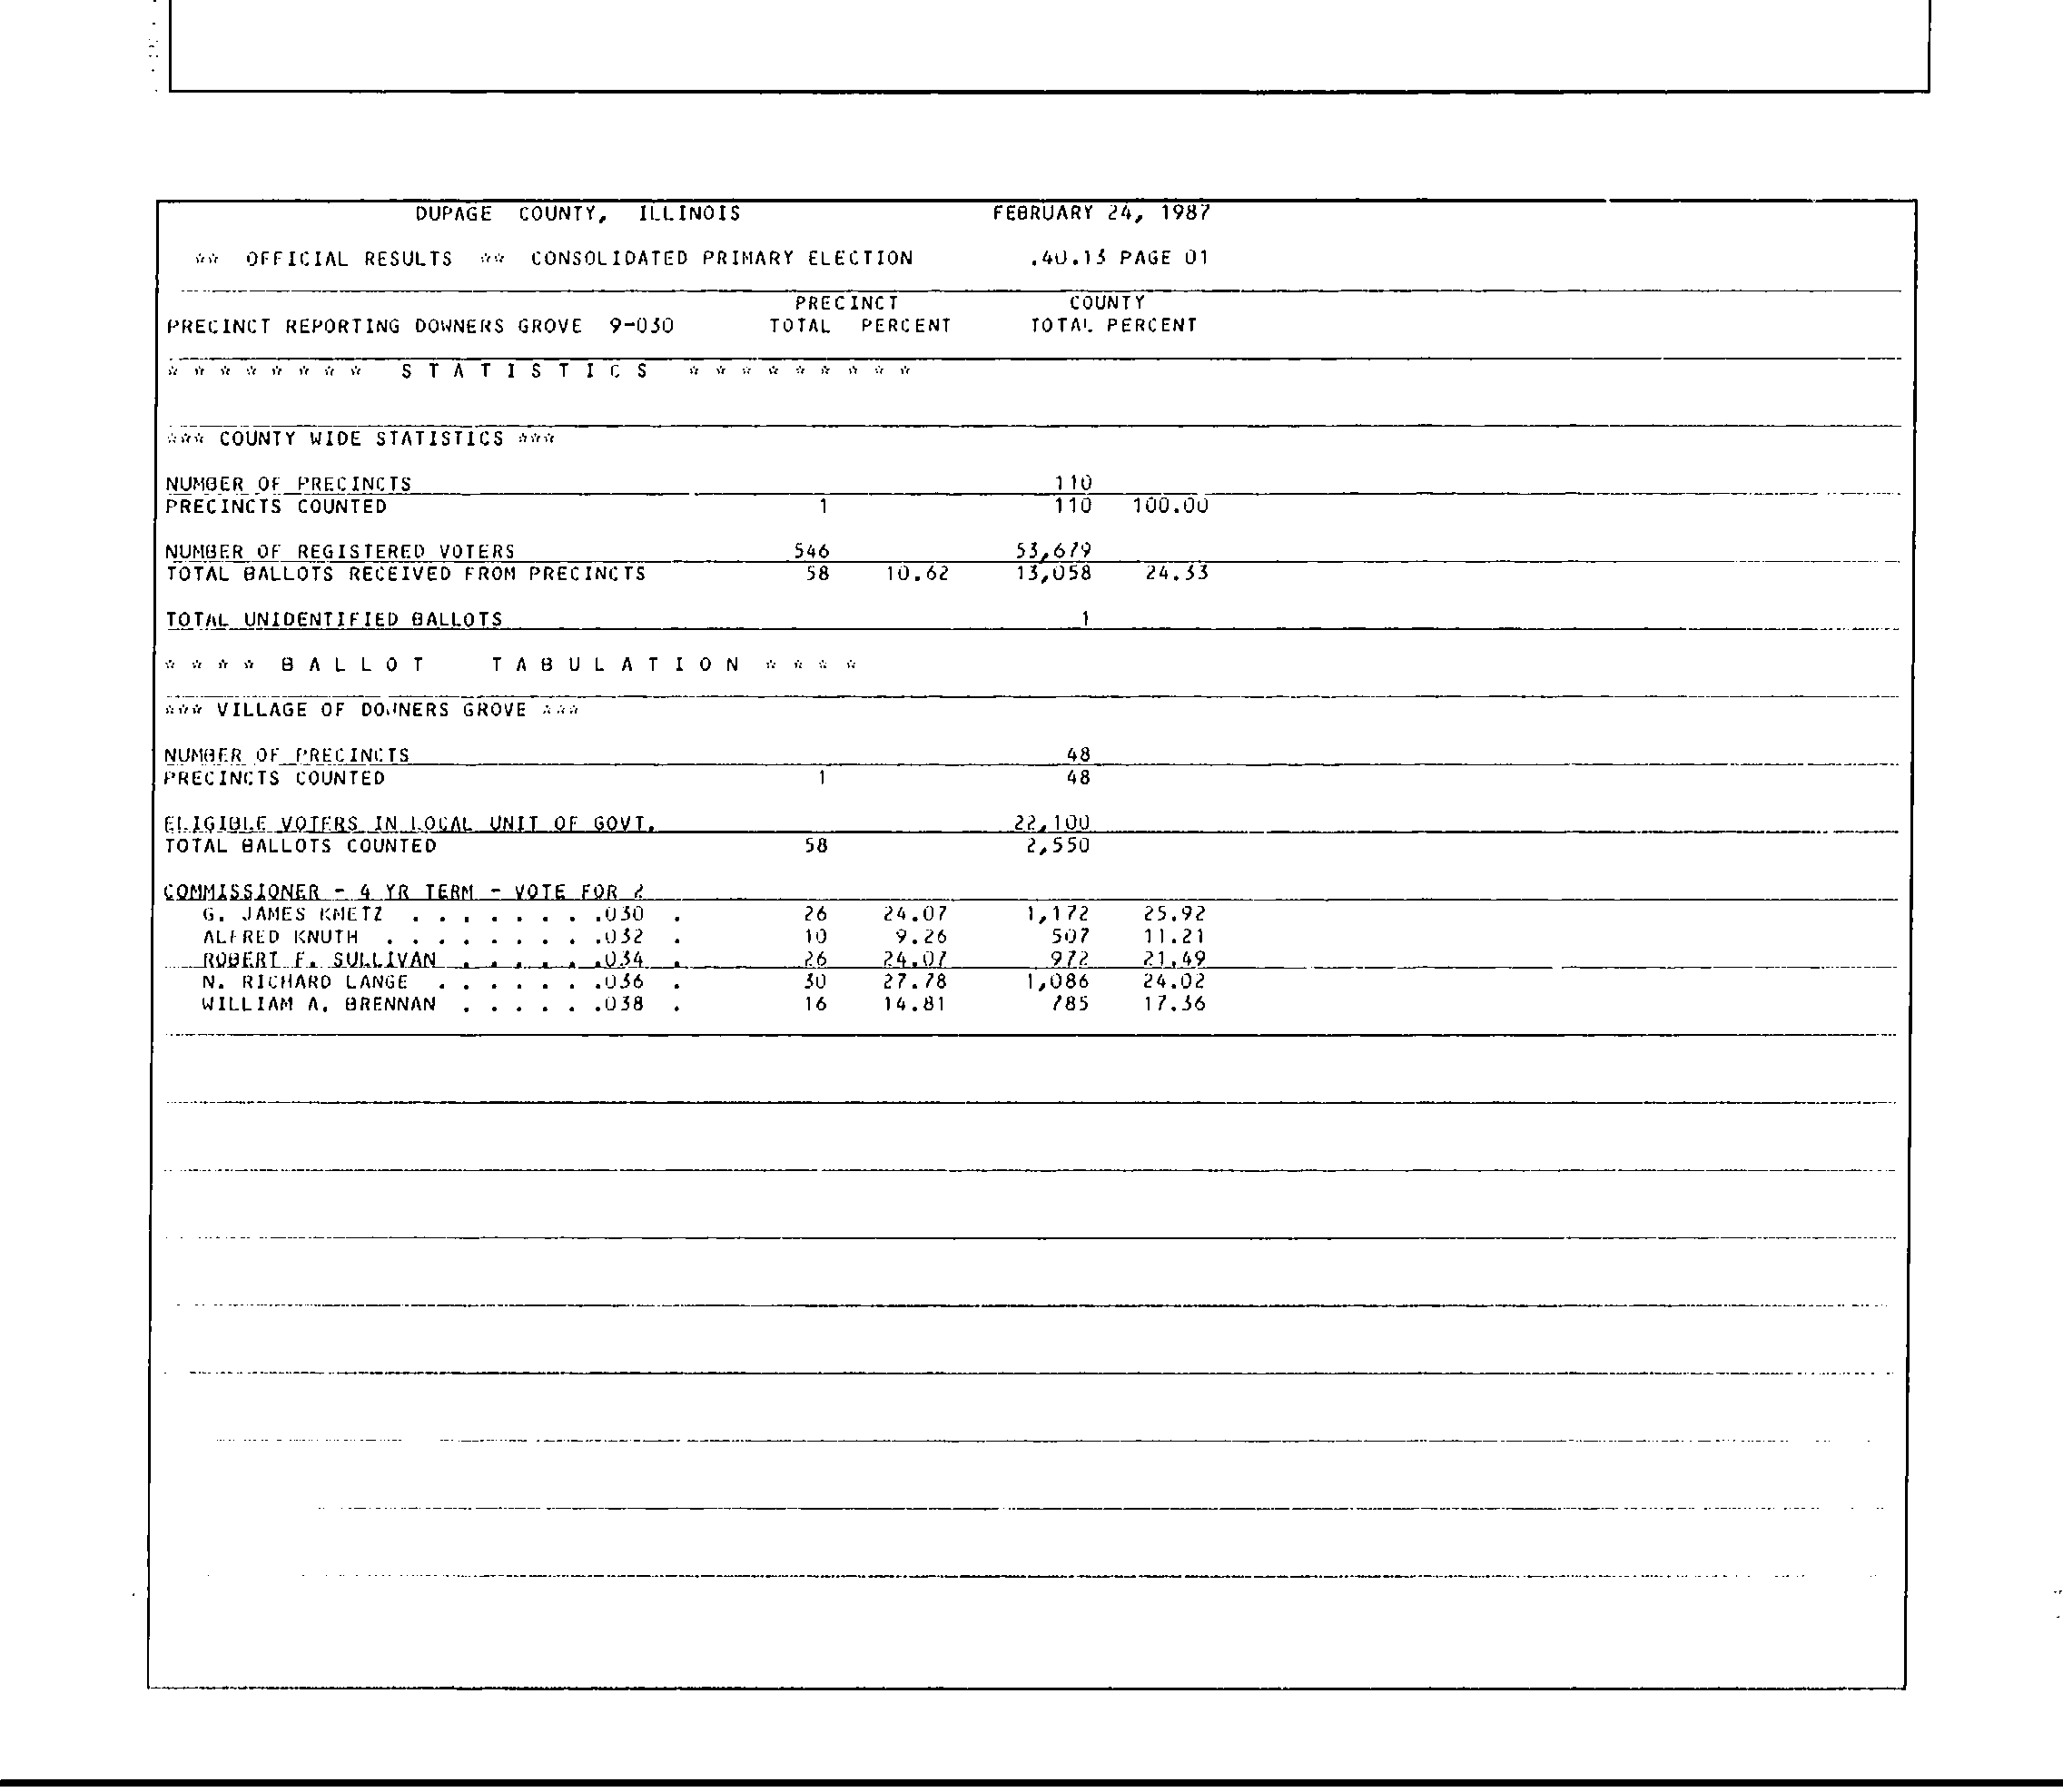 DUPAGE COUNTY, ILLINOIS FEBRUARY 24, 1987
** OFFICIAL RESULTS ** CONSOLIDATED PRIMARY ELECTION .40.13 PAGE 01
PRECINCT COUNTY
PRECINCT REPORTING DOWNERS GROVE 9-030 TOTAL PERCENT TOTAL PERCENT
* * * * * * * * S T A T I S T I C S * * * * * * * * *
*** COUNTY WIDE STATISTICS ***
NUMBER OF PRECINCTS 110
PRECINCTS COUNTED 1 110 100.00
NUMBER OF REGISTERED VOTERS 546 53,679
TOTAL BALLOTS RECEIVED FROM PRECINCTS 58 10.62 13,058 24.33
TOTAL UNIDENTIFIED BALLOTS 1
* * * * B A L L O T T A B U L A T I O N * * * *
*** VILLAGE OF DOWNERS GROVE ***
NUMBER OF PRECINCTS 48
PRECINCTS COUNTED 1 48
ELIGIBLE VOTERS IN LOCAL UNIT OF GOVT. 22,100
TOTAL BALLOTS COUNTED 58 2,550
COMMISSIONER - 4 YR TERM - VOTE FOR 2
G. JAMES KMETZ . . . . . . . .030 . 26 24.07 1,172 25.92
ALFRED KNUTH . . . . . . . . .032 . 10 9.26 507 11.21
ROBERT F. SULLIVAN . . . . . .034 . 26 24.07 972 21.49
N. RICHARD LANGE . . . . . . .036 . 30 27.78 1,086 24.02
WILLIAM A. BRENNAN . . . . . .038 . 16 14.81 785 17.36